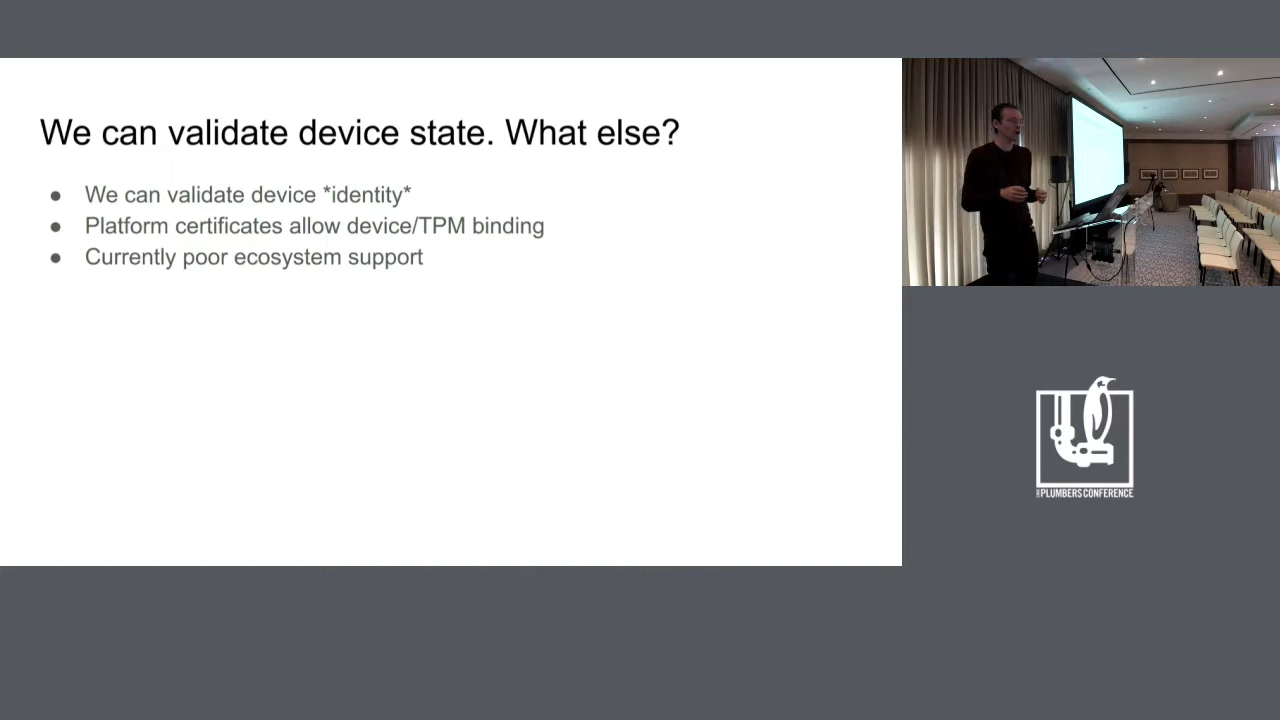 We can validate device state. What else?
● We can validate device *identity*
● Platform certificates allow device/TPM binding
● Currently poor ecosystem support
PLUMBERS CONFERENCE